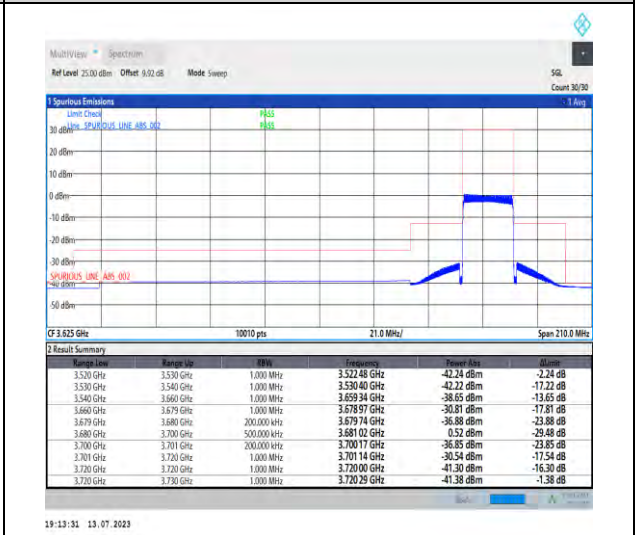 MultiView Spectrum
Ref Level 25.00 dBm Offset 9.92 dB Mode Sweep SGL
Count 30/30
1 Spurious Emissions 1 Avg
Limit Check PASS
Line SPURIOUS_LINE_ABS_002 PASS
30 dBm
20 dBm
10 dBm
0 dBm
-10 dBm
-20 dBm
-30 dBm
SPURIOUS_LINE_ABS_002
-40 dBm
-50 dBm
CF 3.625 GHz 10010 pts 21.0 MHz/ Span 210.0 MHz
2 Result Summary
Range Low Range Up RBW Frequency Power Abs ΔLimit
3.520 GHz 3.530 GHz 1.000 MHz 3.522 48 GHz -42.24 dBm -2.24 dB
3.530 GHz 3.540 GHz 1.000 MHz 3.530 40 GHz -42.22 dBm -17.22 dB
3.540 GHz 3.660 GHz 1.000 MHz 3.659 34 GHz -38.65 dBm -13.65 dB
3.660 GHz 3.679 GHz 1.000 MHz 3.678 97 GHz -30.81 dBm -17.81 dB
3.679 GHz 3.680 GHz 200.000 kHz 3.679 74 GHz -36.88 dBm -23.88 dB
3.680 GHz 3.700 GHz 500.000 kHz 3.681 02 GHz 0.52 dBm -29.48 dB
3.700 GHz 3.701 GHz 200.000 kHz 3.700 17 GHz -36.85 dBm -23.85 dB
3.701 GHz 3.720 GHz 1.000 MHz 3.701 14 GHz -30.54 dBm -17.54 dB
3.720 GHz 3.720 GHz 1.000 MHz 3.720 00 GHz -41.30 dBm -16.30 dB
3.720 GHz 3.730 GHz 1.000 MHz 3.720 29 GHz -41.38 dBm -1.38 dB
19:13:31 13.07.2023